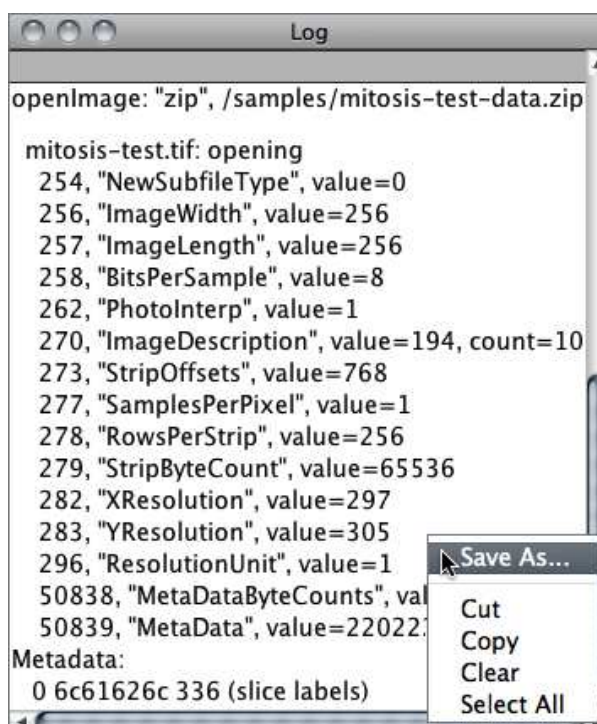 Log
openImage: "zip", /samples/mitosis-test-data.zip
mitosis-test.tif: opening
254, "NewSubfileType", value=0
256, "ImageWidth", value=256
257, "ImageLength", value=256
258, "BitsPerSample", value=8
262, "PhotoInterp", value=1
270, "ImageDescription", value=194, count=10
273, "StripOffsets", value=768
277, "SamplesPerPixel", value=1
278, "RowsPerStrip", value=256
279, "StripByteCount", value=65536
282, "XResolution", value=297
283, "YResolution", value=305
296, "ResolutionUnit", value=1
50838, "MetaDataByteCounts", val
50839, "MetaData", value=22022
Metadata:
0 6c61626c 336 (slice labels)
Save As...
Cut
Copy
Clear
Select All